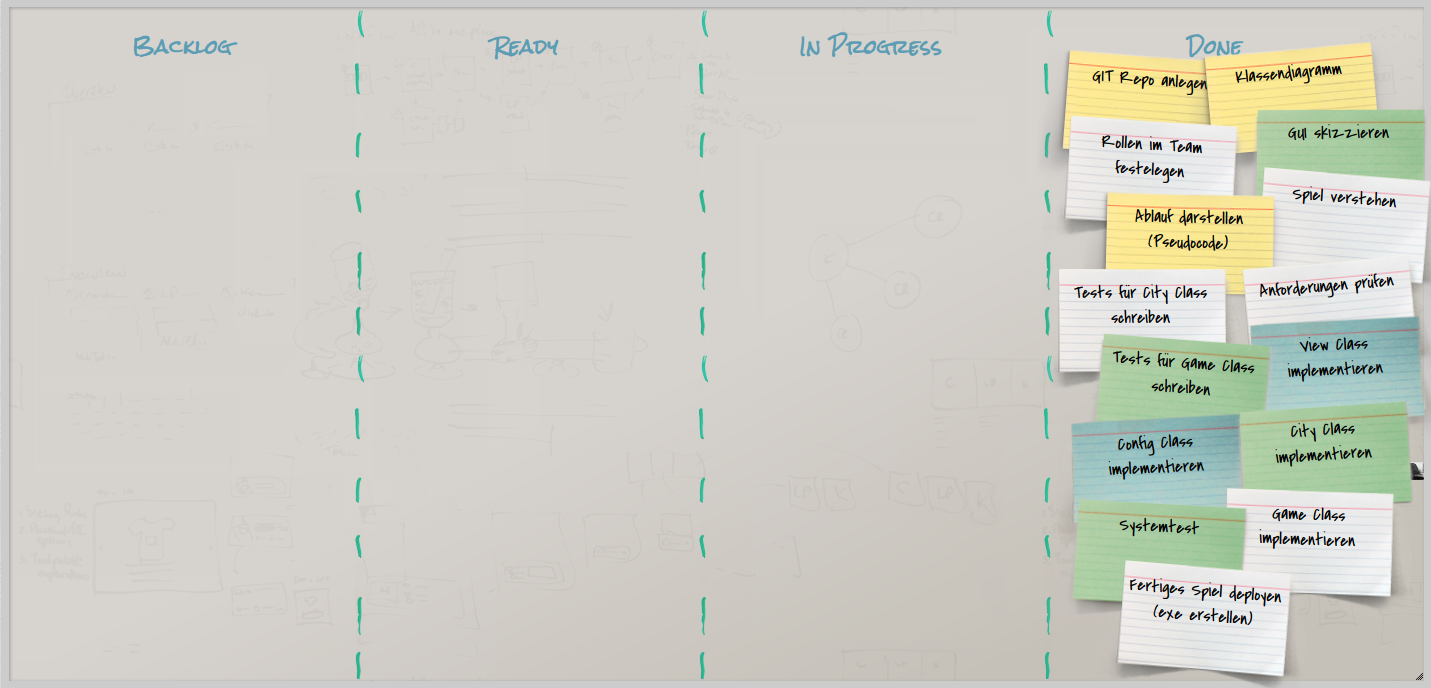 Backlog
Ready
In Progress
Done
GIT Repo anlegen
Klassendiagramm
GUI skizzieren
Rollen im Team
festelegen
Spiel verstehen
Ablauf darstellen
(Pseudocode)
Tests für City Class
schreiben
Anforderungen prüfen
View Class
implementieren
Tests für Game Class
schreiben
Config Class
implementieren
City Class
implementieren
Systemtest
Game Class
implementieren
Fertiges Spiel deployen
(exe erstellen)